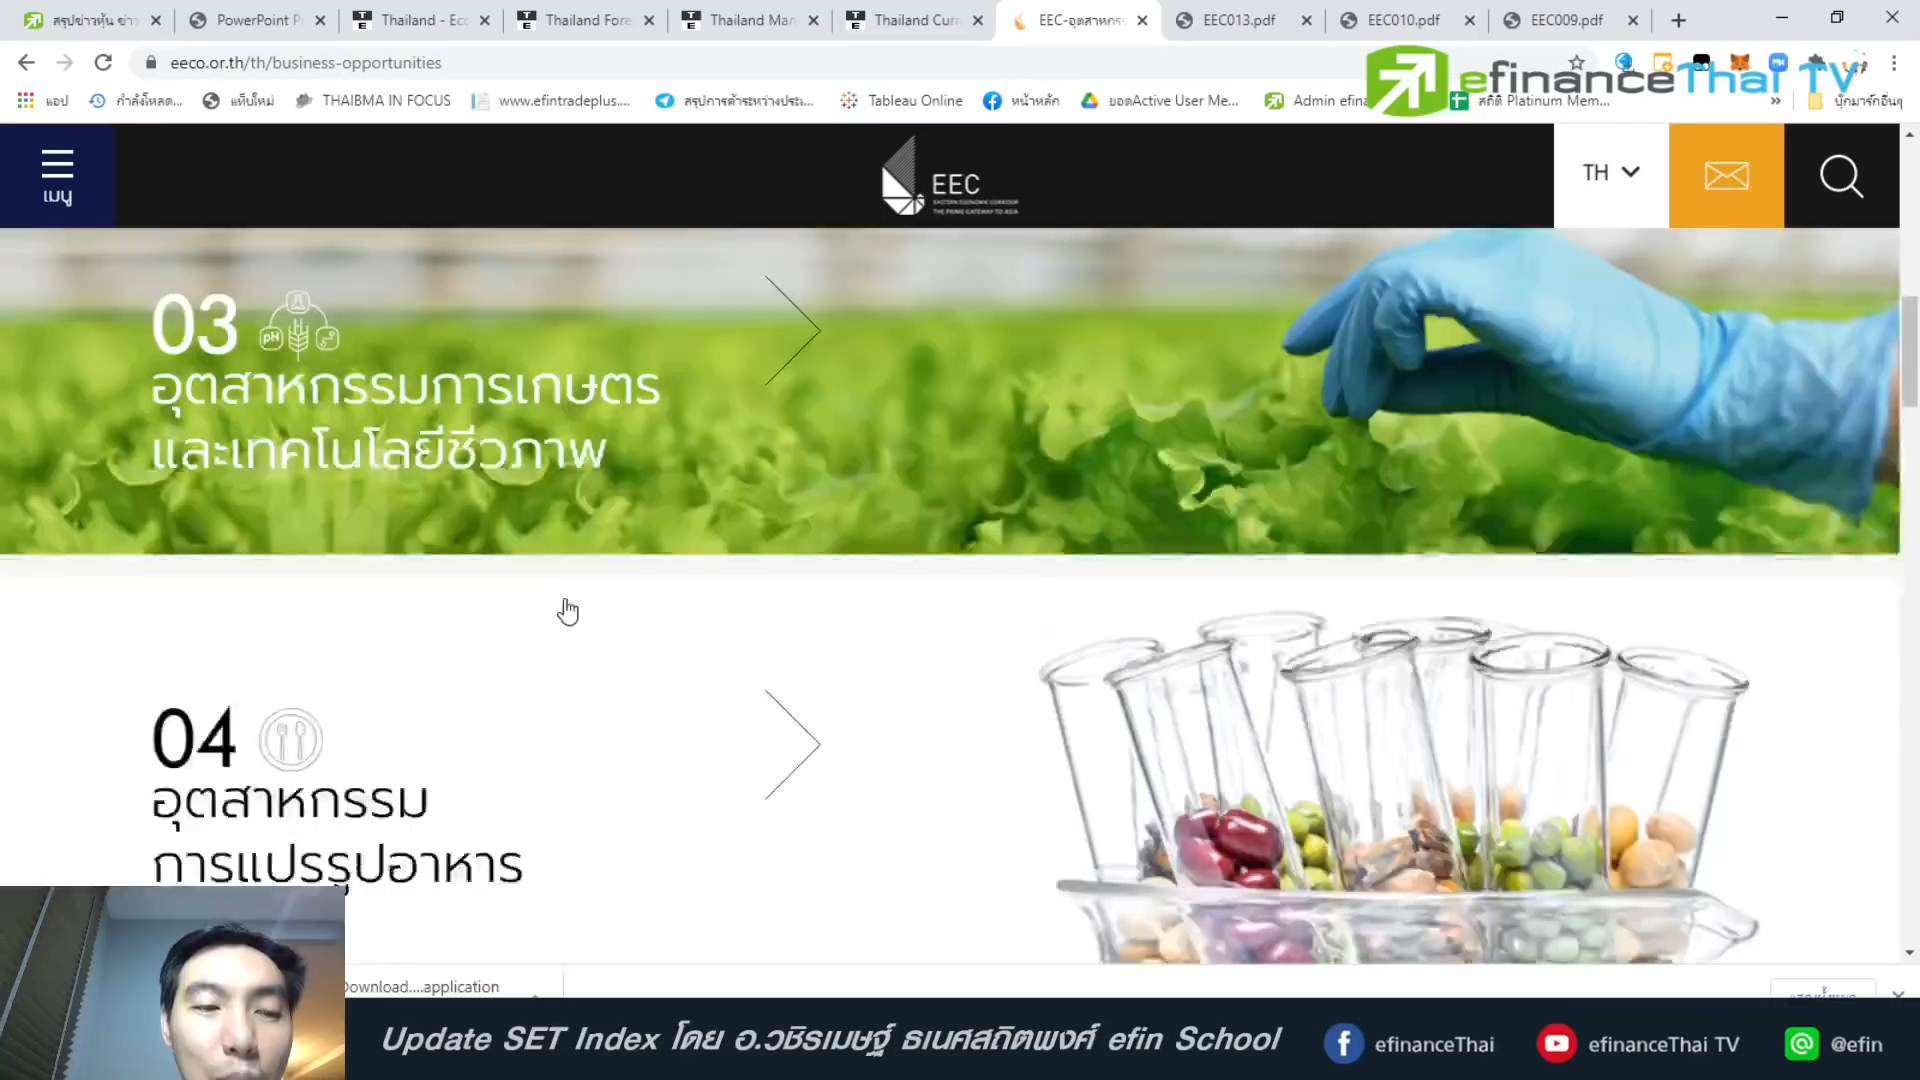 สรุปข่าวหุ้น ข่าว
PowerPoint P
Thailand - Ecc
Thailand Fore
Thailand Man
Thailand Curr
EEC-อุตสาหกรร
EEC013.pdf
EEC010.pdf
EEC009.pdf
eeco.or.th/th/business-opportunities
efinanceThai TV
แอป
กำลังโหลด...
แท็บใหม่
THAIBMA IN FOCUS
www.efintradeplus....
สรุปการค้าระหว่างประเ...
Tableau Online
หน้าหลัก
ยอดActive User Me...
Admin efina
สถิติ Platinum Mem...
บุ๊กมาร์กอื่นๆ
เมนู
EEC
EASTERN ECONOMIC CORRIDOR
THE PRIME GATEWAY TO ASIA
TH
03
pH
อุตสาหกรรมการเกษตร
และเทคโนโลยีชีวภาพ
04
อุตสาหกรรม
การแปรรูปอาหาร
Download....application
Update SET Index โดย อ.วชิรเมษฐ์ ธเนศสถิตพงศ์ efin School
efinanceThai
efinanceThai TV
@efin